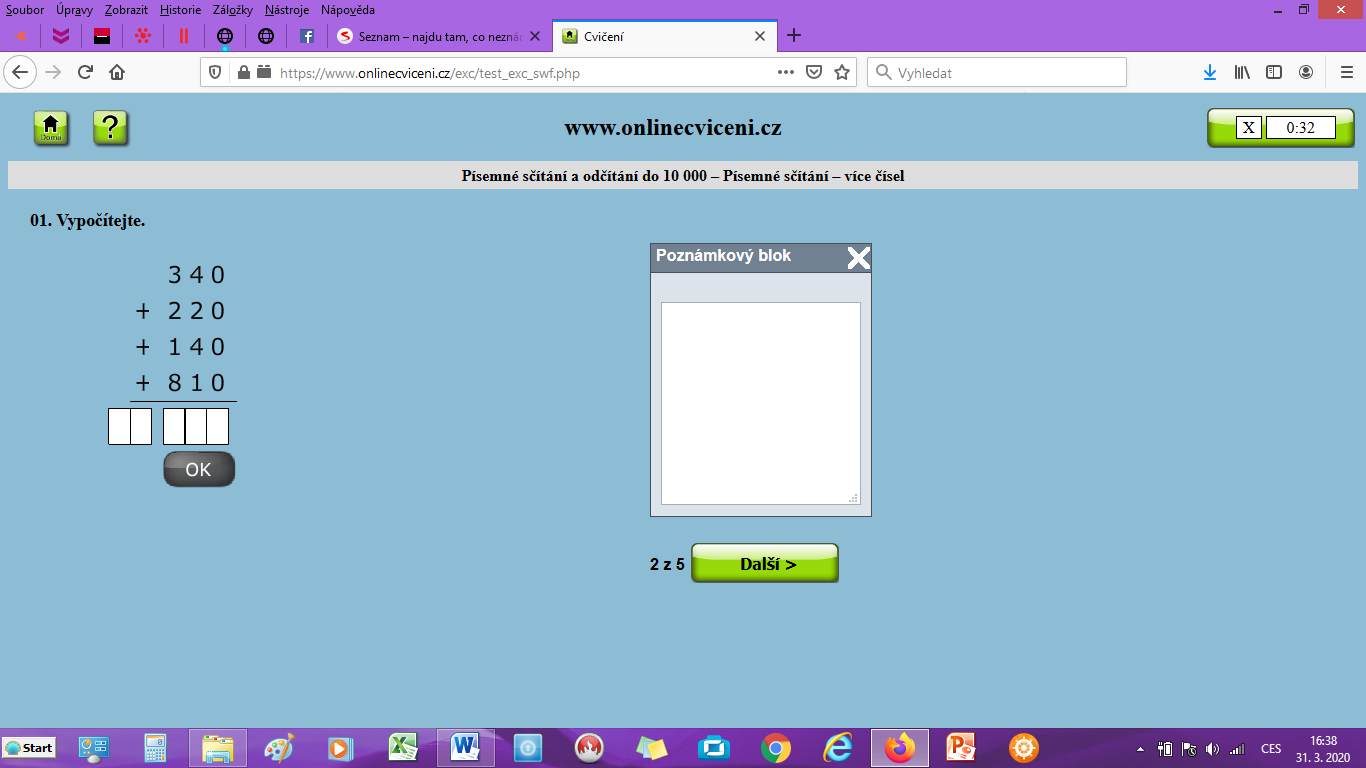 Soubor Úpravy Zobrazit Historie Záložky Nástroje Nápověda
Seznam – najdu tam, co neznám
Cvičení
https://www.onlinecviceni.cz/exc/test_exc_swf.php
Vyhledat
Domů
?
www.onlinecviceni.cz
X 0:32
Písemné sčítání a odčítání do 10 000 – Písemné sčítání – více čísel
01. Vypočítejte.
3 4 0
+ 2 2 0
+ 1 4 0
+ 8 1 0
OK
Poznámkový blok
2 z 5 Další >
Start
CES
16:38
31. 3. 2020